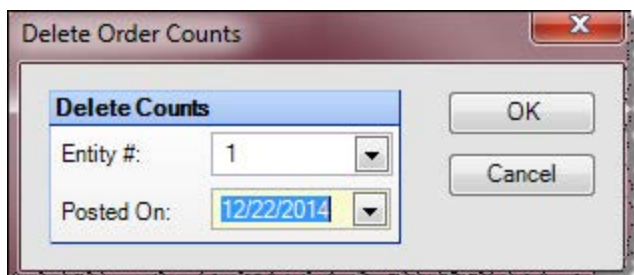 Delete Order Counts
X
Delete Counts
OK
Entity #:
1
Cancel
Posted On:
12/22/2014